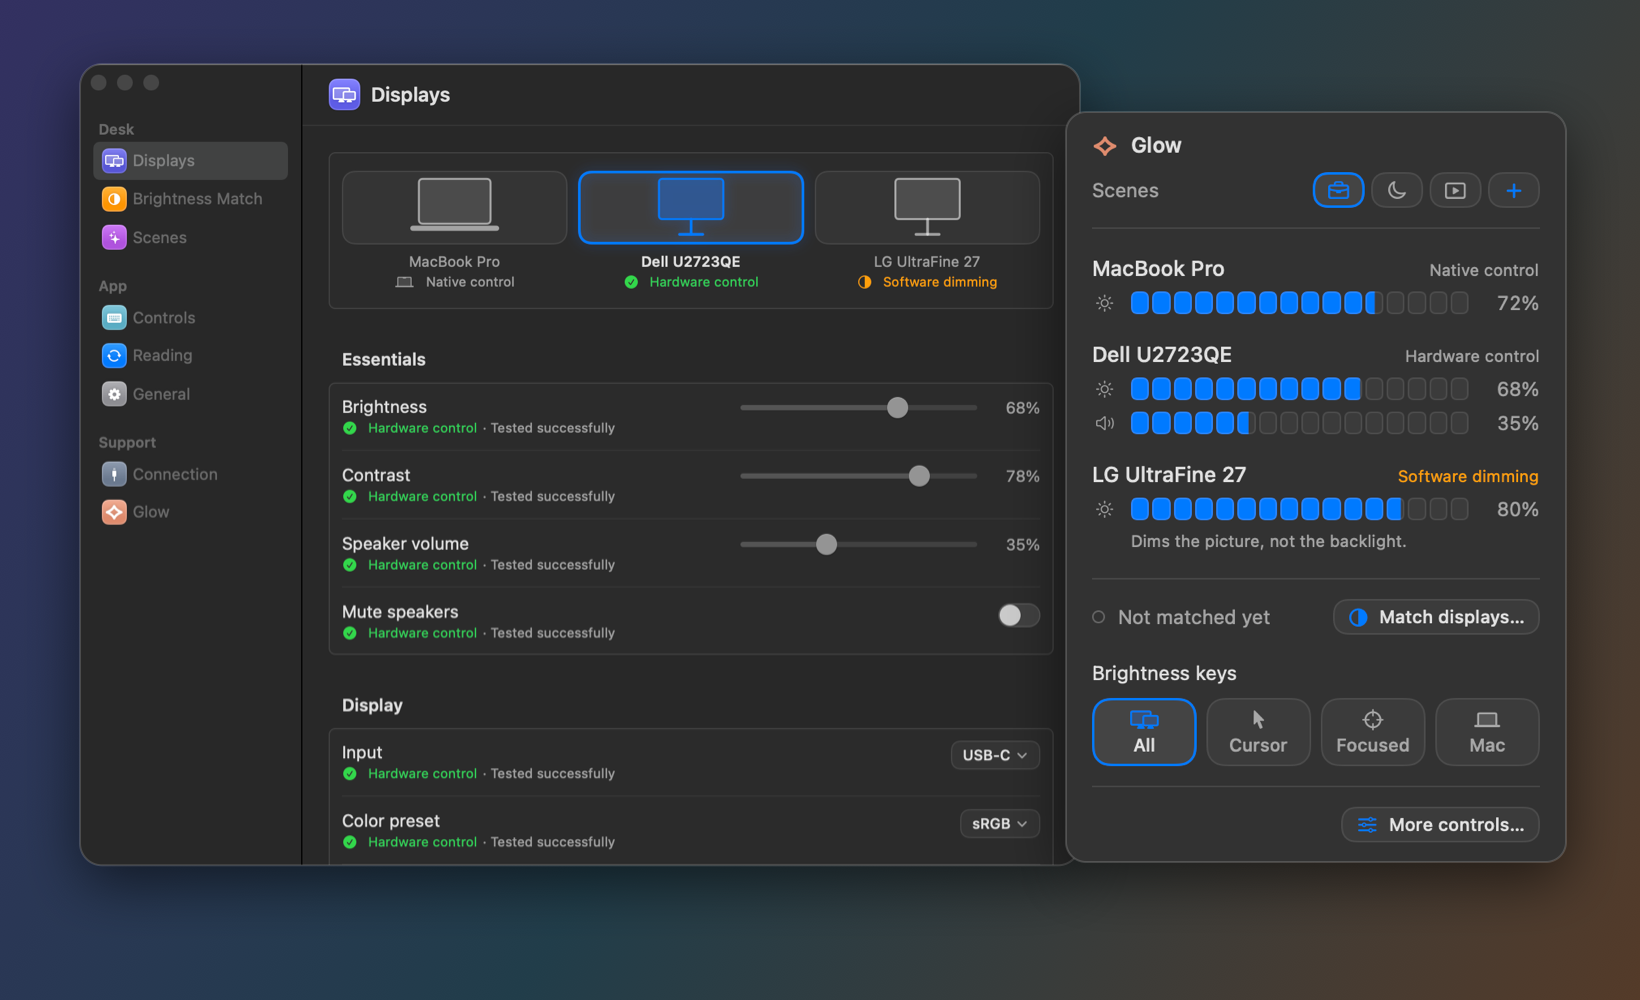 Displays
Desk
Displays
Brightness Match
Scenes
App
Controls
Reading
General
Support
Connection
Glow
MacBook Pro
Native control
Dell U2723QE
Hardware control
LG UltraFine 27
Software dimming
Essentials
Brightness
Hardware control · Tested successfully
68%
Contrast
Hardware control · Tested successfully
78%
Speaker volume
Hardware control · Tested successfully
35%
Mute speakers
Hardware control · Tested successfully
Display
Input
Hardware control · Tested successfully
USB-C
Color preset
Hardware control · Tested successfully
sRGB
Glow
Scenes
MacBook Pro
Native control
72%
Dell U2723QE
Hardware control
68%
35%
LG UltraFine 27
Software dimming
80%
Dims the picture, not the backlight.
Not matched yet
Match displays...
Brightness keys
All
Cursor
Focused
Mac
More controls...